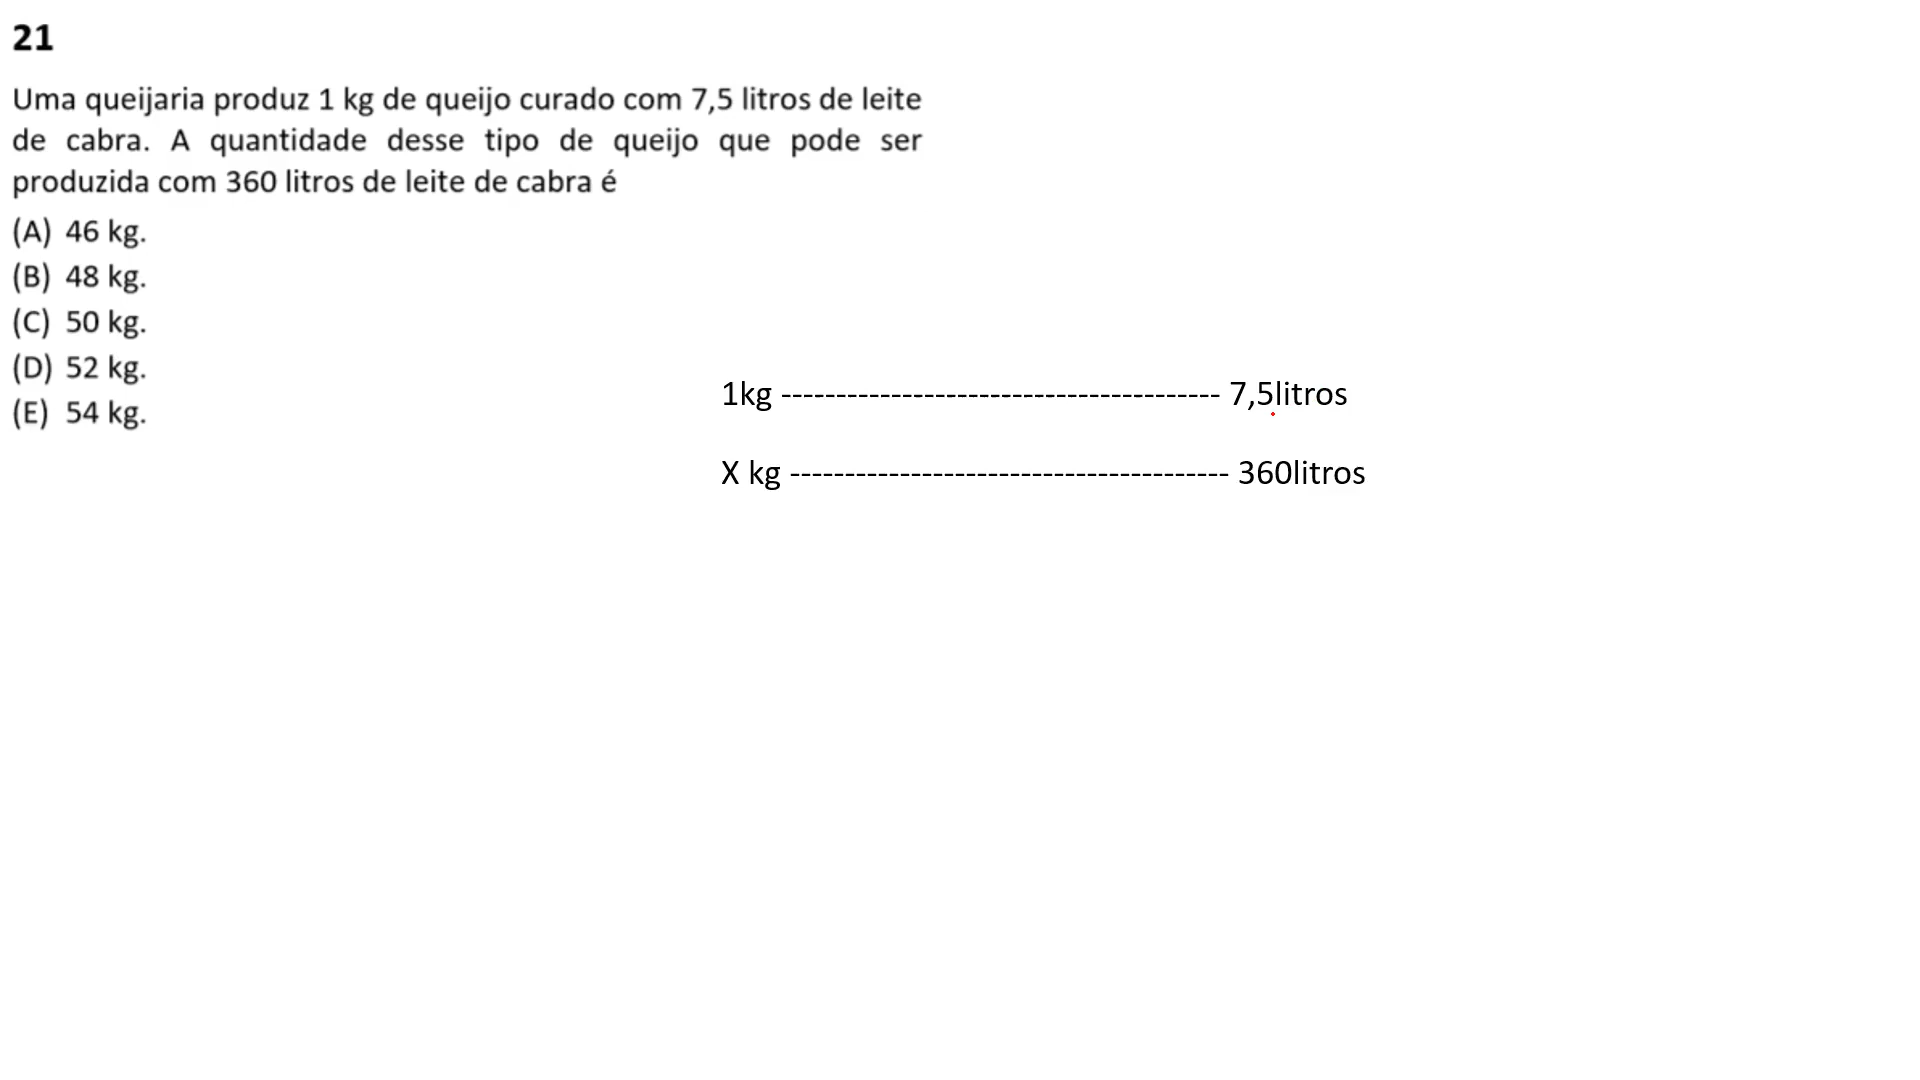 21
Uma queijaria produz 1 kg de queijo curado com 7,5 litros de leite
de cabra. A quantidade desse tipo de queijo que pode ser
produzida com 360 litros de leite de cabra é
(A) 46 kg.
(B) 48 kg.
(C) 50 kg.
(D) 52 kg.
(E) 54 kg.
1kg ---------------------------------------- 7,5litros
X kg ---------------------------------------- 360litros